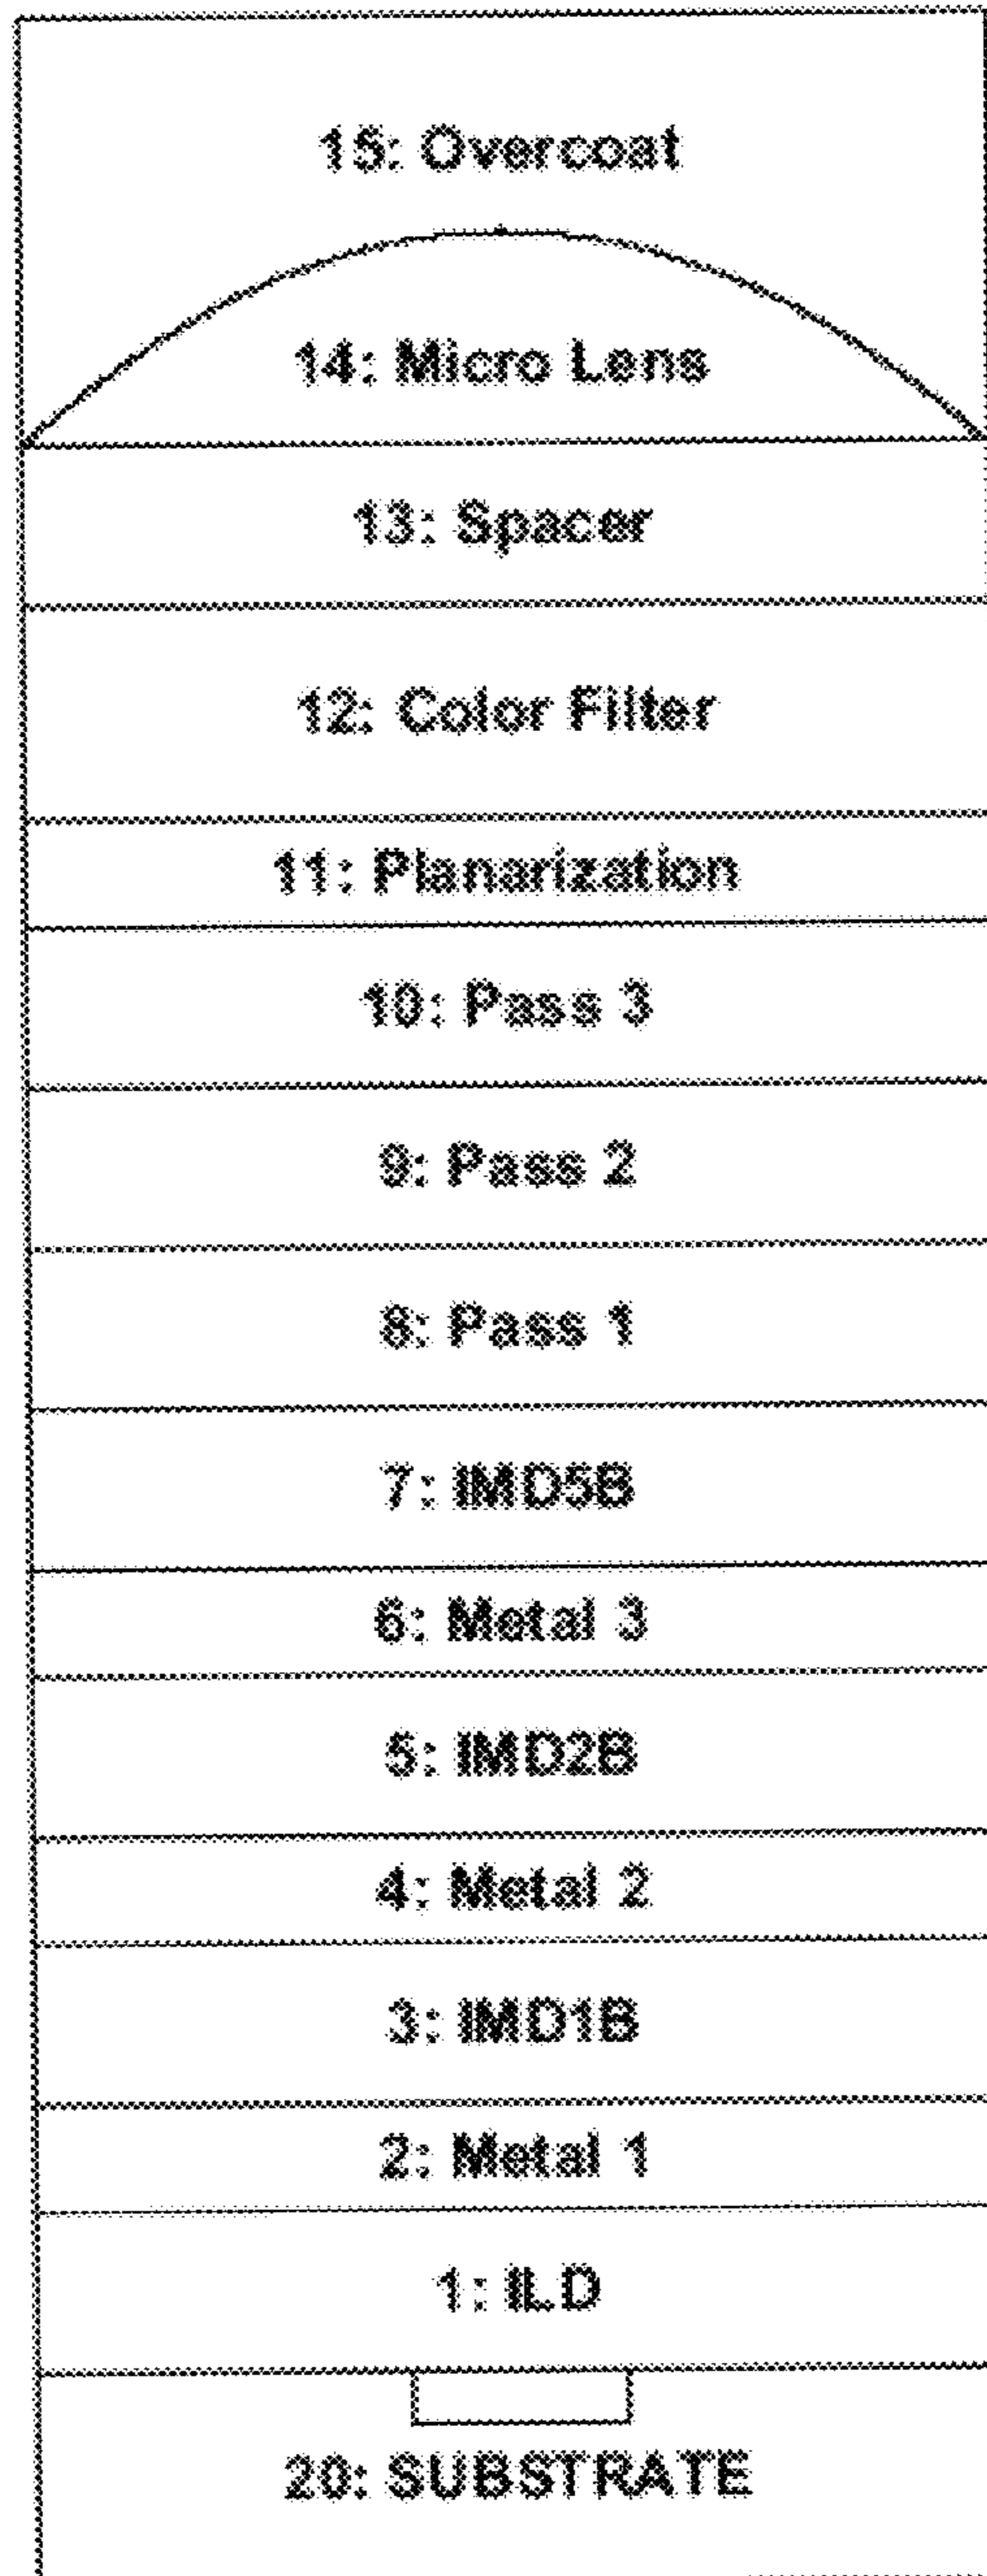 15: Overcoat
14: Micro Lens
13: Spacer
12: Color Filter
11: Planarization
10: Pass 3
9: Pass 2
8: Pass 1
7: IMD5B
6: Metal 3
5: IMD2B
4: Metal 2
3: IMD1B
2: Metal 1
1: ILD
20: SUBSTRATE